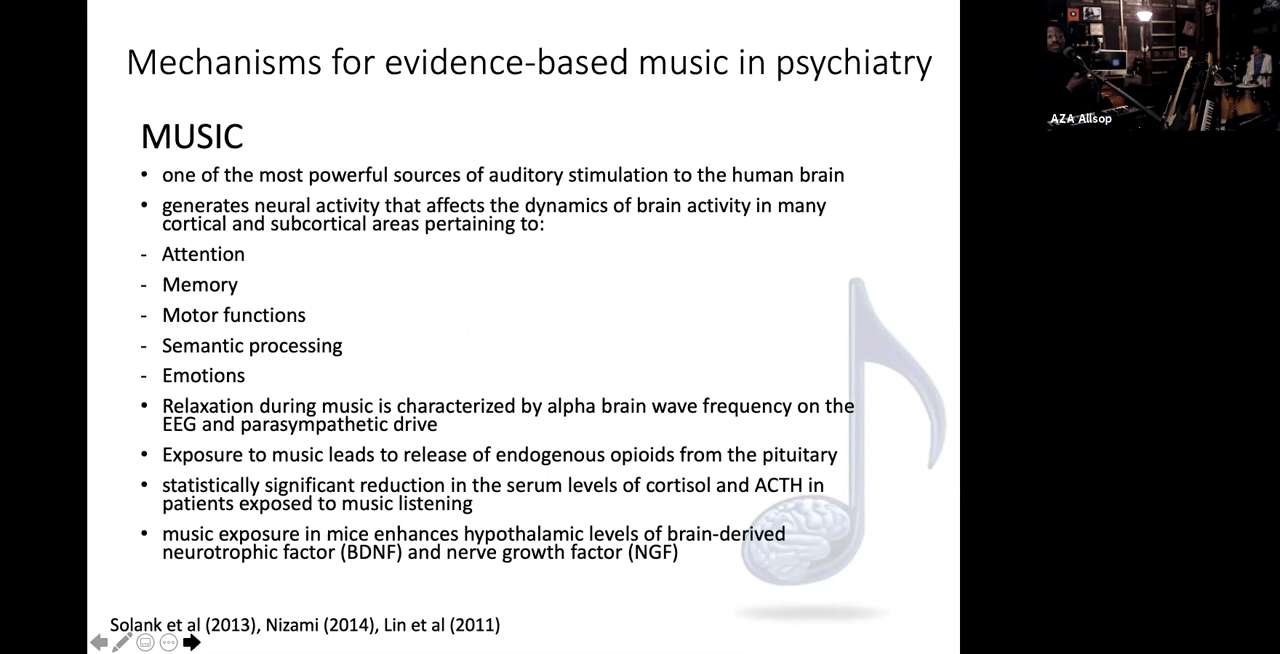 Mechanisms for evidence-based music in psychiatry
MUSIC
• one of the most powerful sources of auditory stimulation to the human brain
• generates neural activity that affects the dynamics of brain activity in many
cortical and subcortical areas pertaining to:
- Attention
- Memory
- Motor functions
- Semantic processing
- Emotions
• Relaxation during music is characterized by alpha brain wave frequency on the
EEG and parasympathetic drive
• Exposure to music leads to release of endogenous opioids from the pituitary
• statistically significant reduction in the serum levels of cortisol and ACTH in
patients exposed to music listening
• music exposure in mice enhances hypothalamic levels of brain-derived
neurotrophic factor (BDNF) and nerve growth factor (NGF)
Solank et al (2013), Nizami (2014), Lin et al (2011)
AZA Allsop